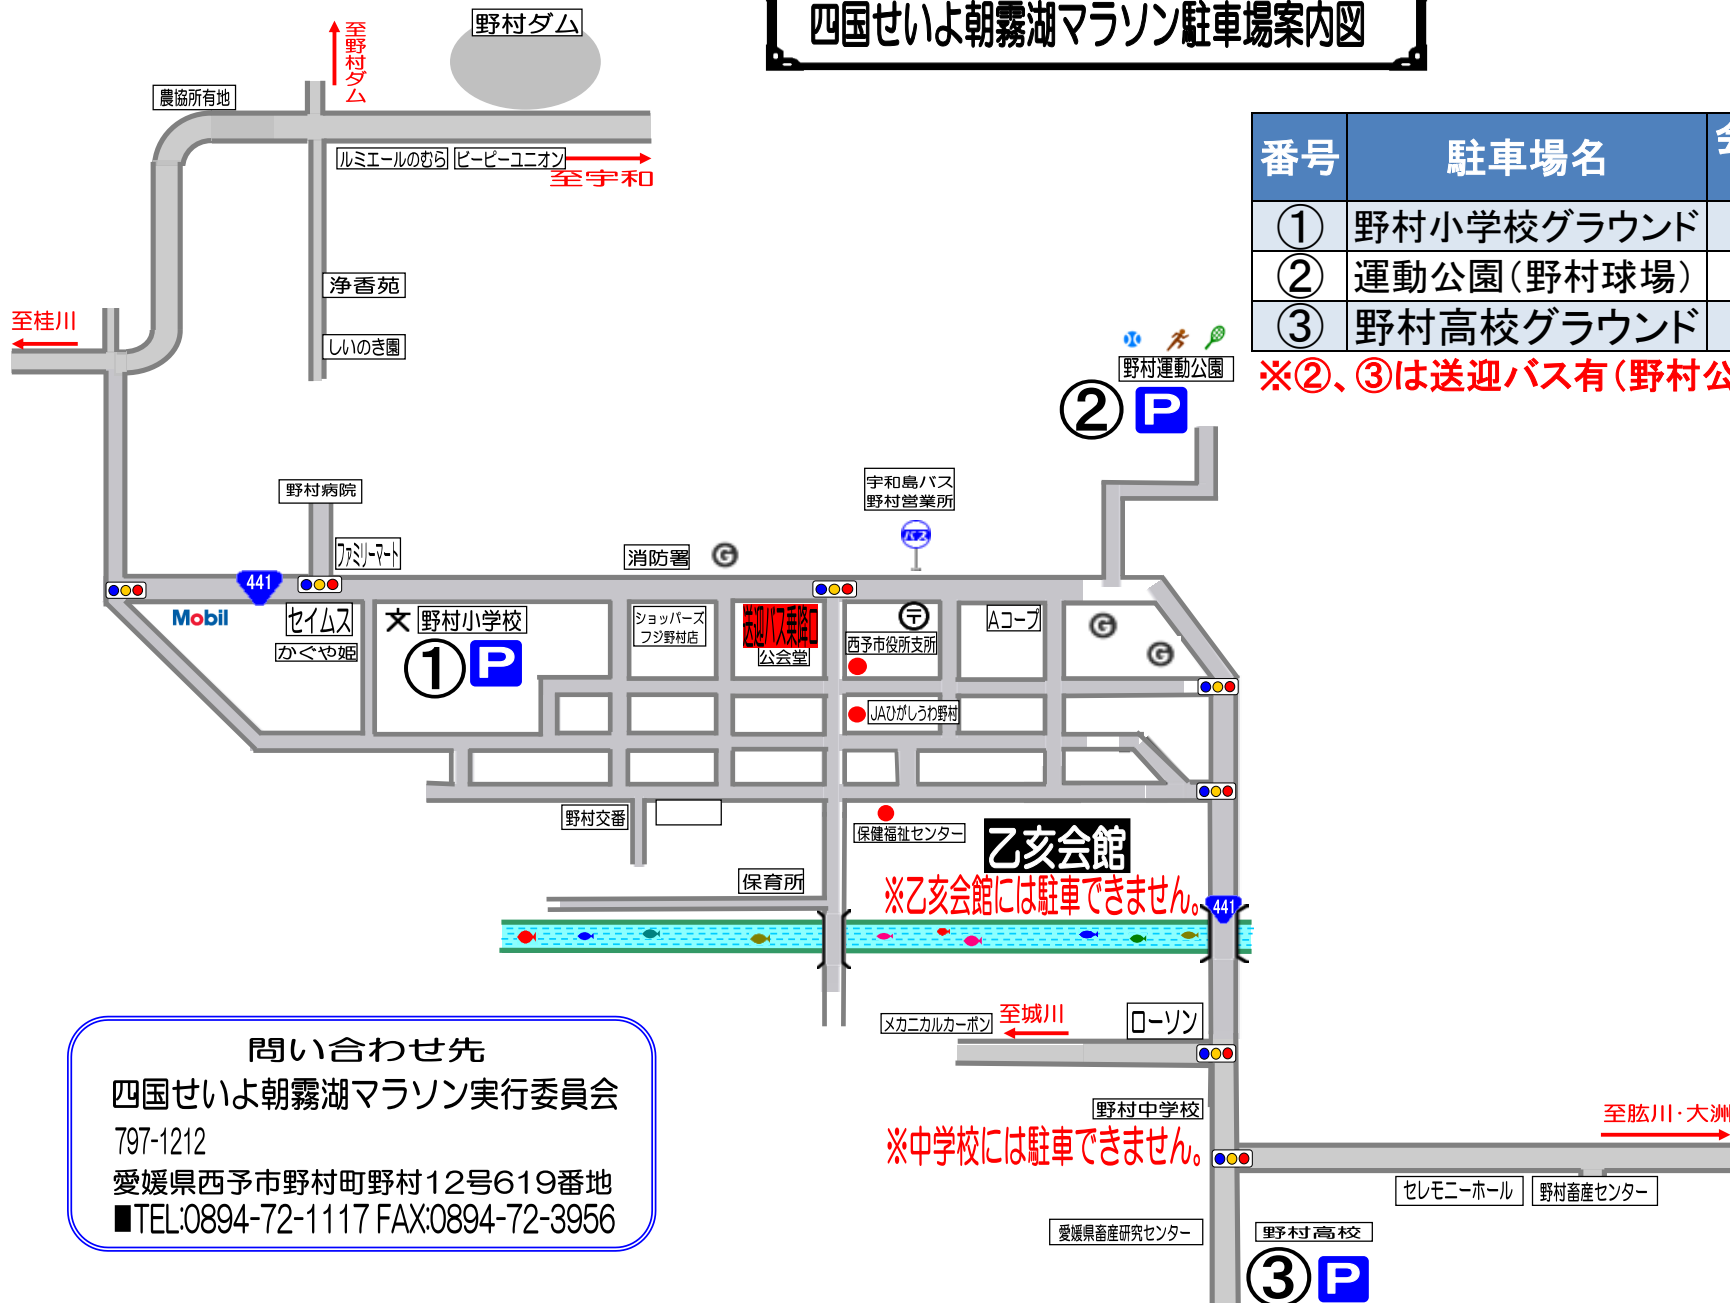 四国せいよ朝霧湖マラソン駐車場案内図
野村ダム
至野村ダム
農協所有地
ルミエールのむら
ビーピーユニオン
至宇和
番号
駐車場名
①
野村小学校グラウンド
②
運動公園(野村球場)
③
野村高校グラウンド
※②、③は送迎バス有(野村公
浄香苑
しいのき園
至桂川
野村運動公園
② P
野村病院
ファミリーマート
宇和島バス
野村営業所
バス
消防署
G
441
Mobil
セイムス
かぐや姫
文
野村小学校
① P
ショッパーズ
フジ野村店
送迎バス乗降口
公会堂
〒
西予市役所支所
Aコープ
G
G
JAひがしうわ野村
野村交番
保健福祉センター
乙亥会館
※乙亥会館には駐車できません。
保育所
441
メカニカルカーボン
至城川
ローソン
野村中学校
※中学校には駐車できません。
至肱川・大洲
セレモニーホール
野村畜産センター
愛媛県畜産研究センター
野村高校
③ P
問い合わせ先
四国せいよ朝霧湖マラソン実行委員会
797-1212
愛媛県西予市野村町野村12号619番地
■TEL:0894-72-1117 FAX:0894-72-3956